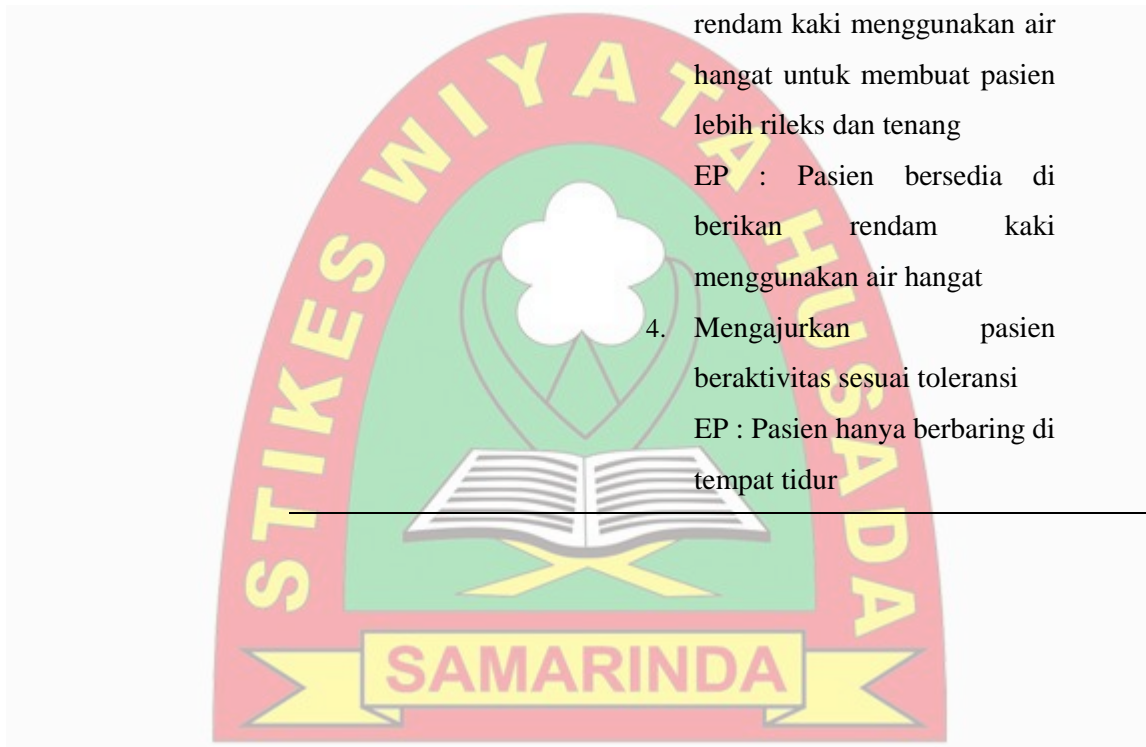 rendam kaki menggunakan air
hangat untuk membuat pasien
lebih rileks dan tenang
EP : Pasien bersedia di
berikan rendam kaki
menggunakan air hangat
4. Mengajurkan pasien
beraktivitas sesuai toleransi
EP : Pasien hanya berbaring di
tempat tidur
STIKES WIYATA HUSADA
SAMARINDA